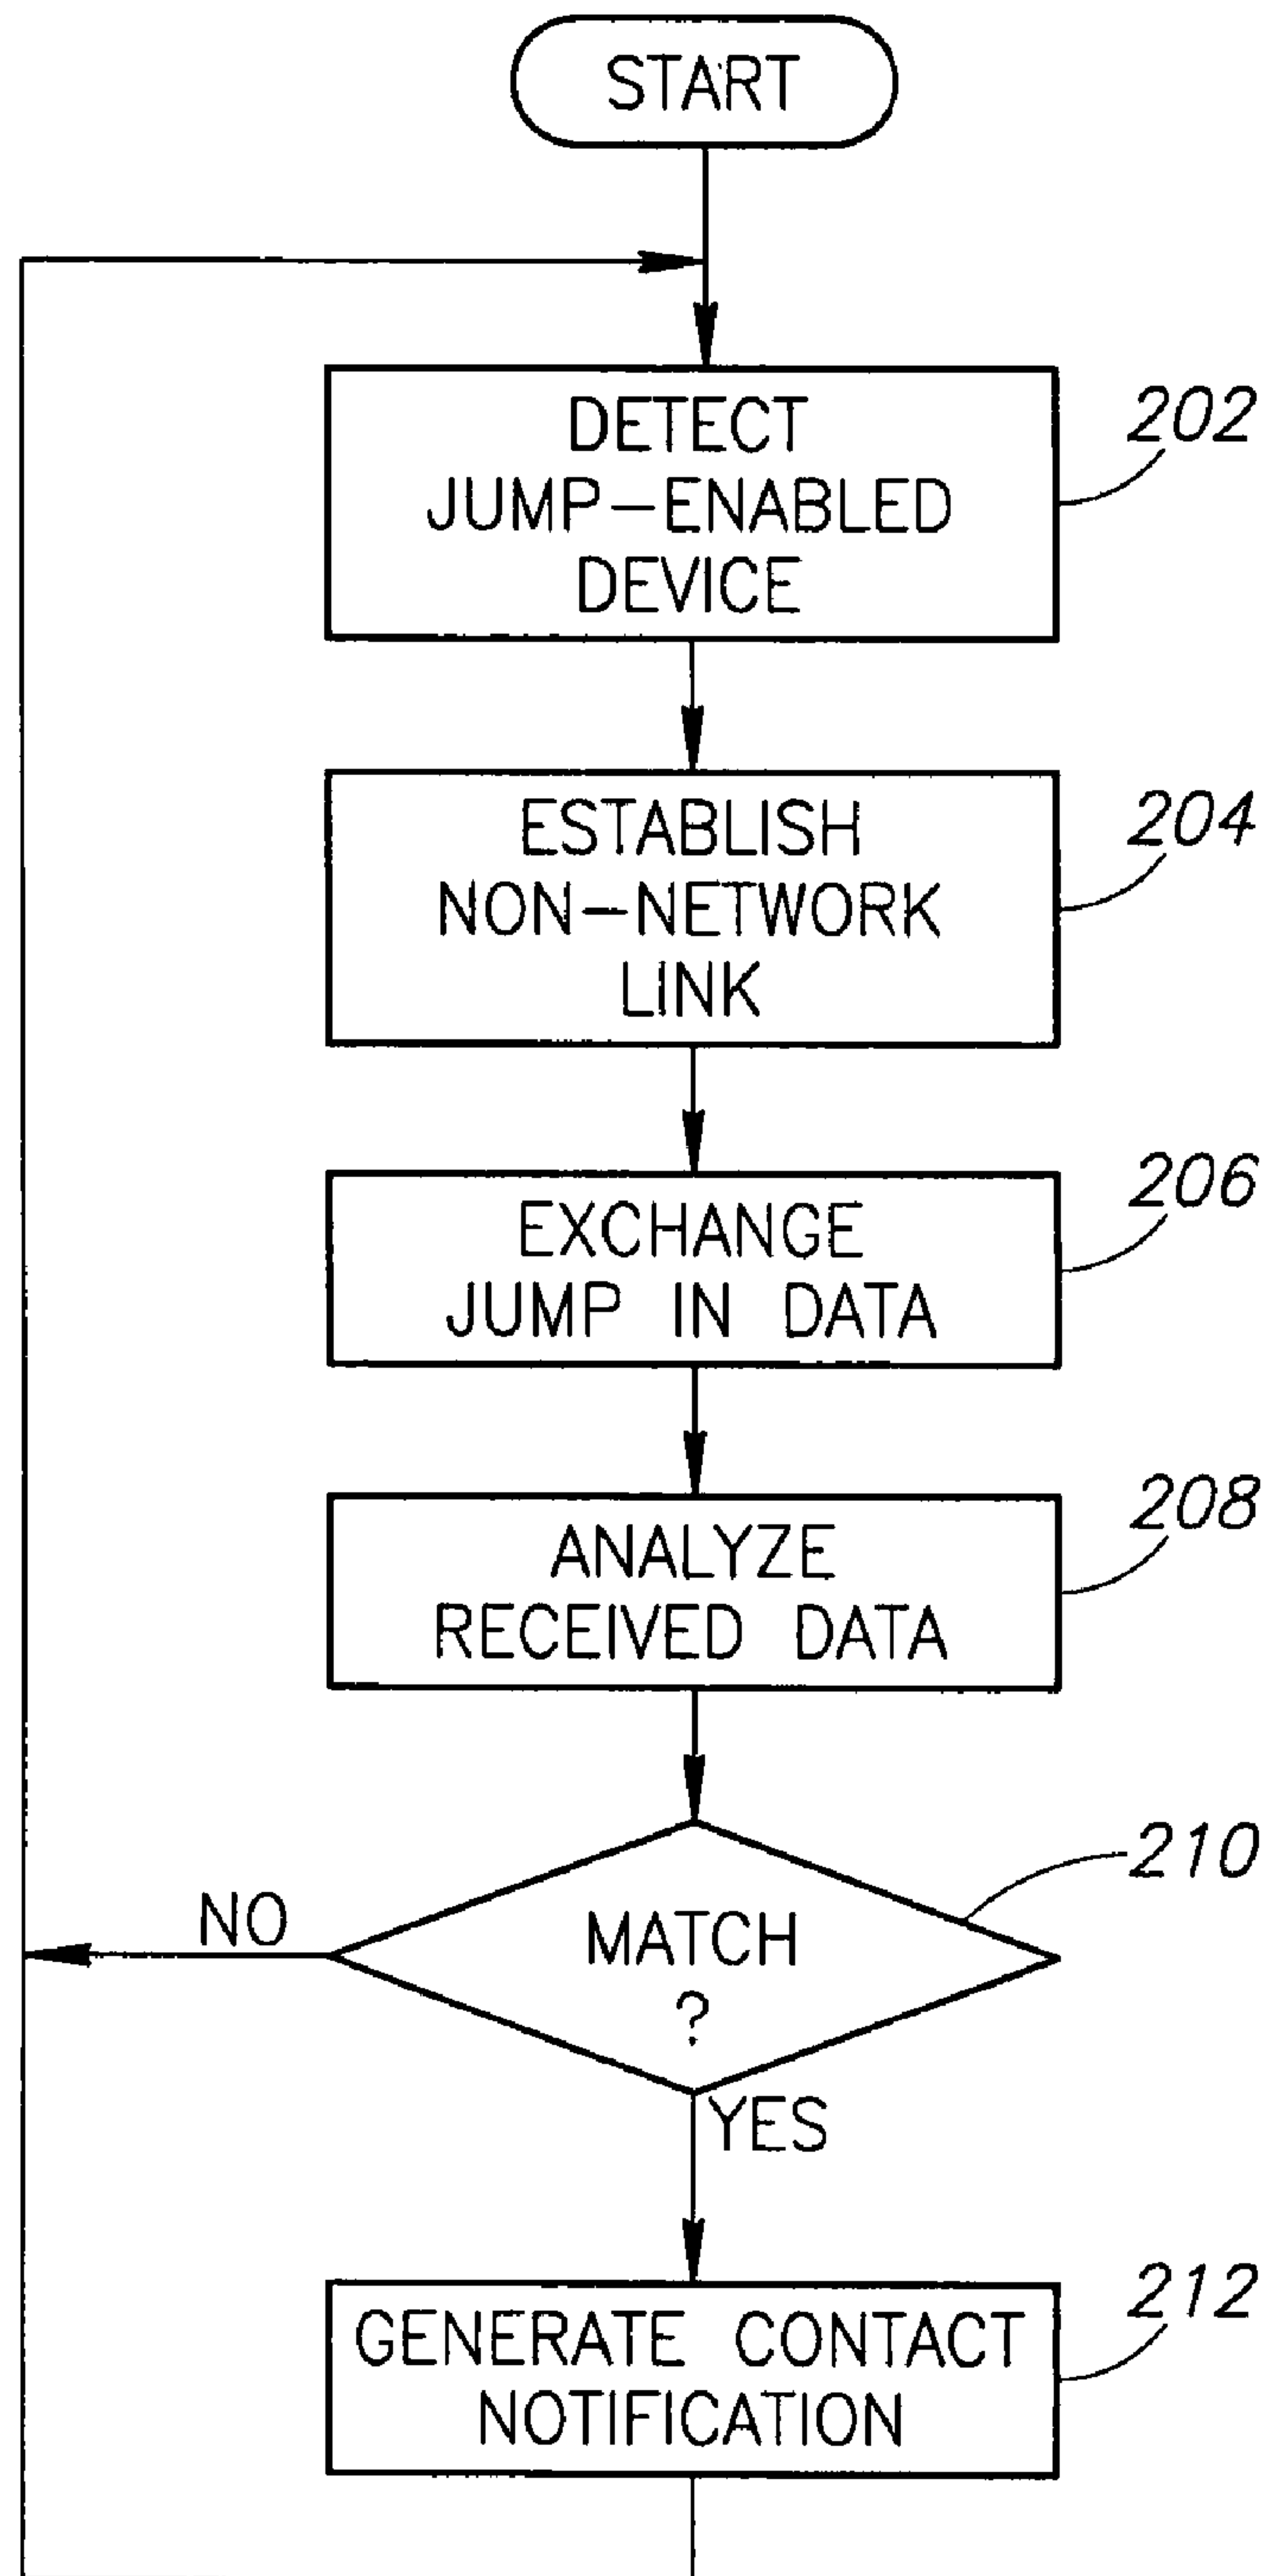 START
DETECT
JUMP-ENABLED
DEVICE
202
ESTABLISH
NON-NETWORK
LINK
204
EXCHANGE
JUMP IN DATA
206
ANALYZE
RECEIVED DATA
208
MATCH
?
210
NO
YES
GENERATE CONTACT
NOTIFICATION
212